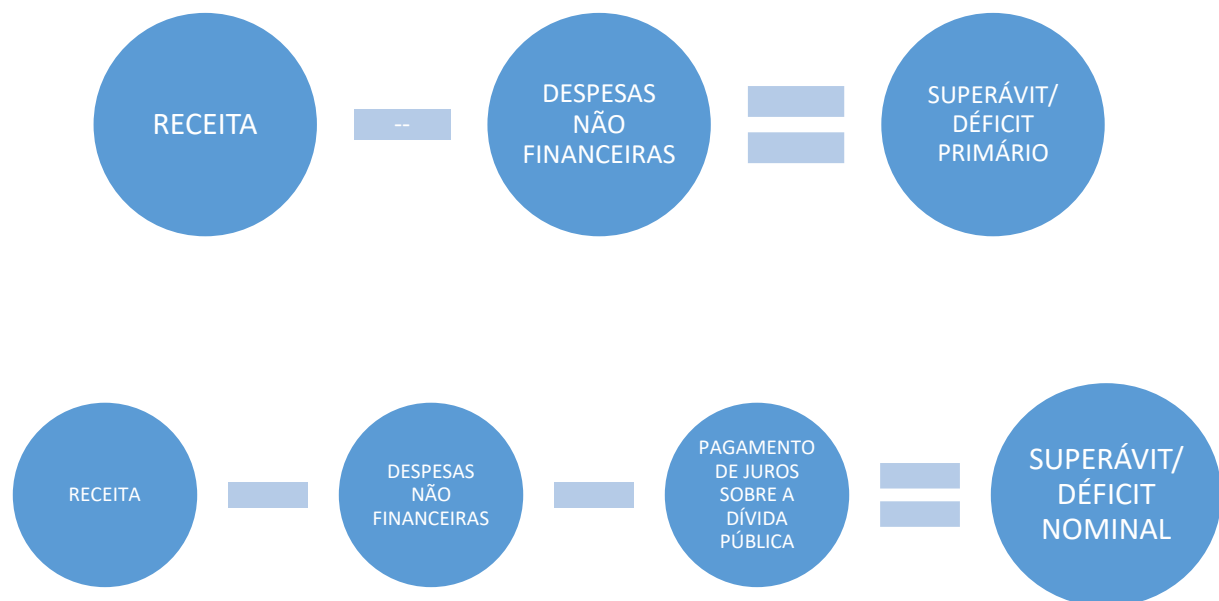 RECEITA
--
DESPESAS
NÃO
FINANCEIRAS
SUPERÁVIT/
DÉFICIT
PRIMÁRIO
RECEITA
DESPESAS
NÃO
FINANCEIRAS
PAGAMENTO
DE JUROS
SOBRE A
DÍVIDA
PÚBLICA
SUPERÁVIT/
DÉFICIT
NOMINAL